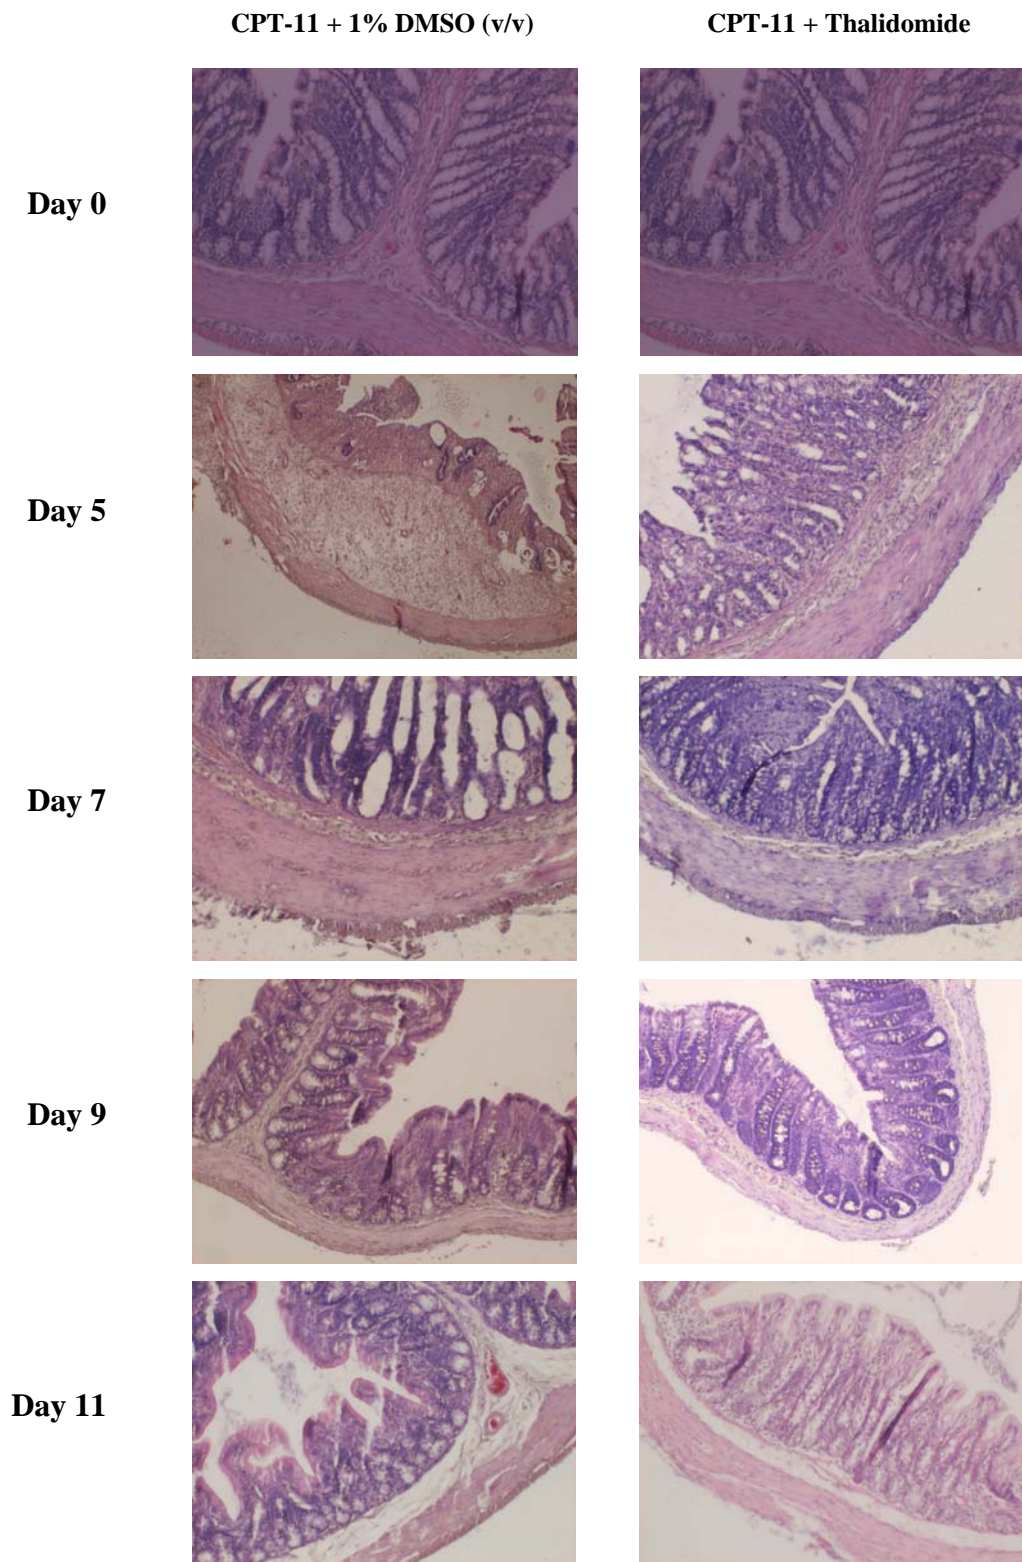 CPT-11 + 1% DMSO (v/v) CPT-11 + Thalidomide
Day 0
Day 5
Day 7
Day 9
Day 11